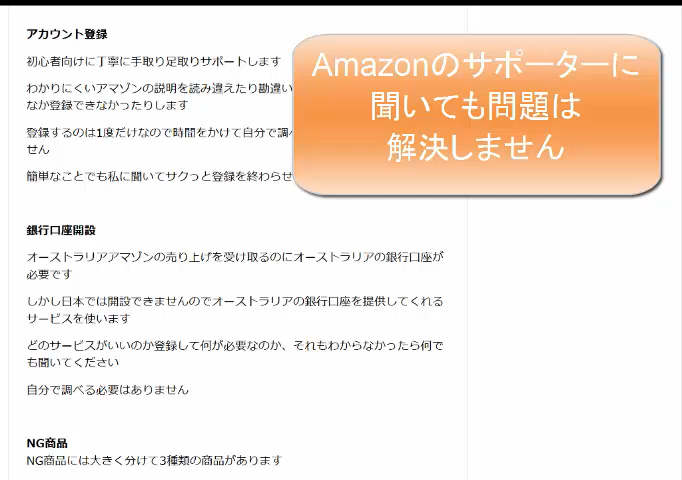 アカウント登録
初心者向けに丁寧に手取り足取りサポートします
わかりにくいアマゾンの説明を読み違えたり勘違い
なか登録できなかったりします
登録するのは1度だけなので時間をかけて自分で調べ
せん
簡単なことでも私に聞いてサクっと登録を終わらせ
Amazonのサポーターに
聞いても問題は
解決しません
銀行口座開設
オーストラリアアマゾンの売り上げを受け取るのにオーストラリアの銀行口座が
必要です
しかし日本では開設できませんのでオーストラリアの銀行口座を提供してくれる
サービスを使います
どのサービスがいいのか登録して何が必要なのか、それもわからなかったら何で
も聞いてください
自分で調べる必要はありません
NG商品
NG商品には大きく分けて3種類の商品があります